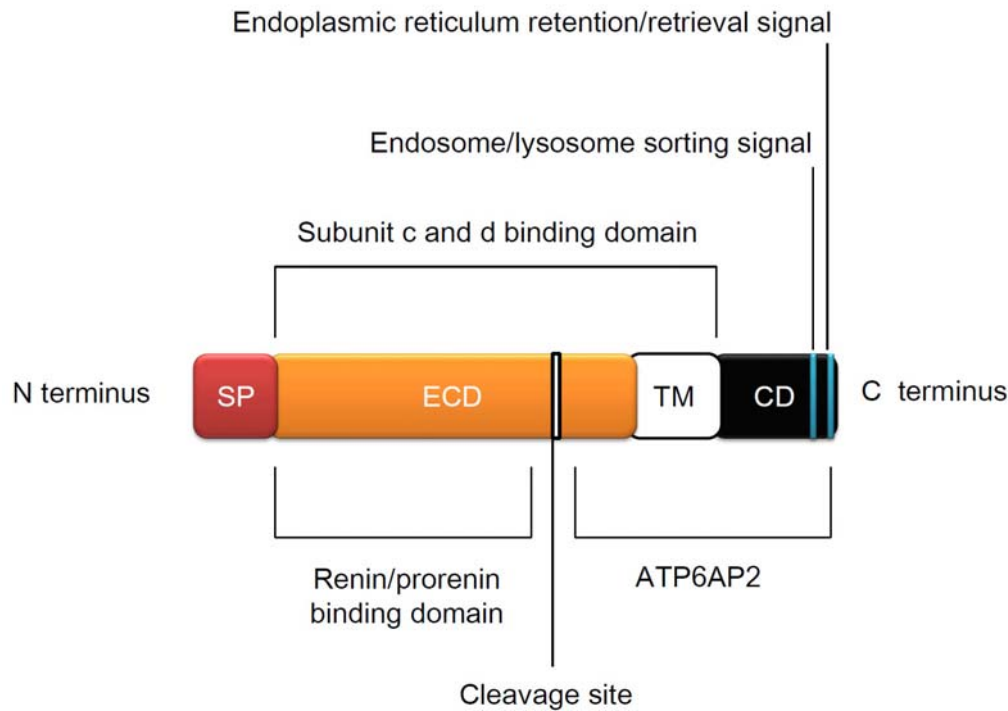 Endoplasmic reticulum retention/retrieval signal
Endosome/lysosome sorting signal
Subunit c and d binding domain
N terminus
SP
ECD
TM
CD
C terminus
Renin/prorenin
binding domain
ATP6AP2
Cleavage site